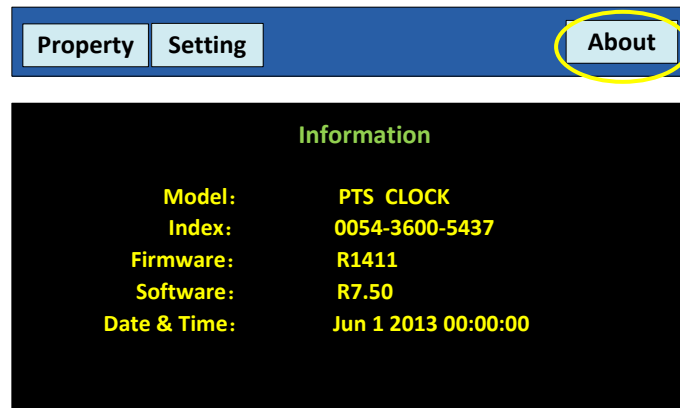 Property Setting About
Information
Model： PTS CLOCK
Index： 0054-3600-5437
Firmware： R1411
Software： R7.50
Date & Time： Jun 1 2013 00:00:00